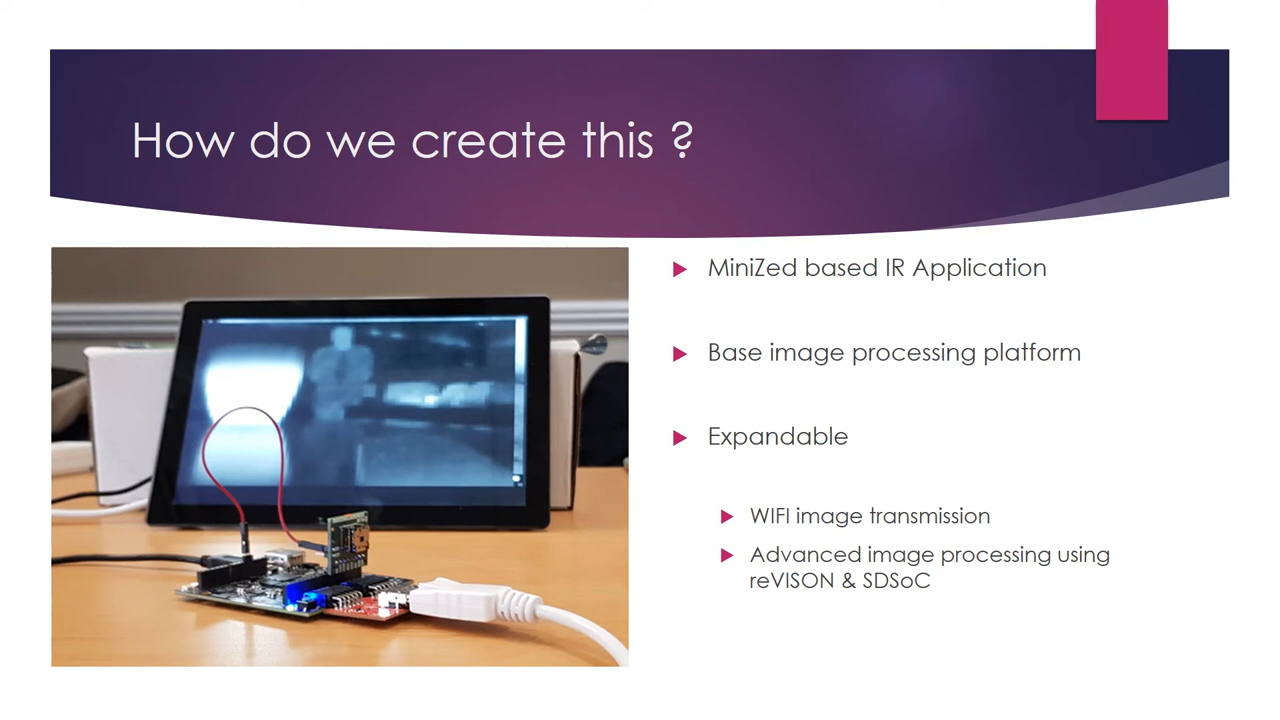 How do we create this ?
MiniZed based IR Application
Base image processing platform
Expandable
WIFI image transmission
Advanced image processing using
reVISON & SDSoC